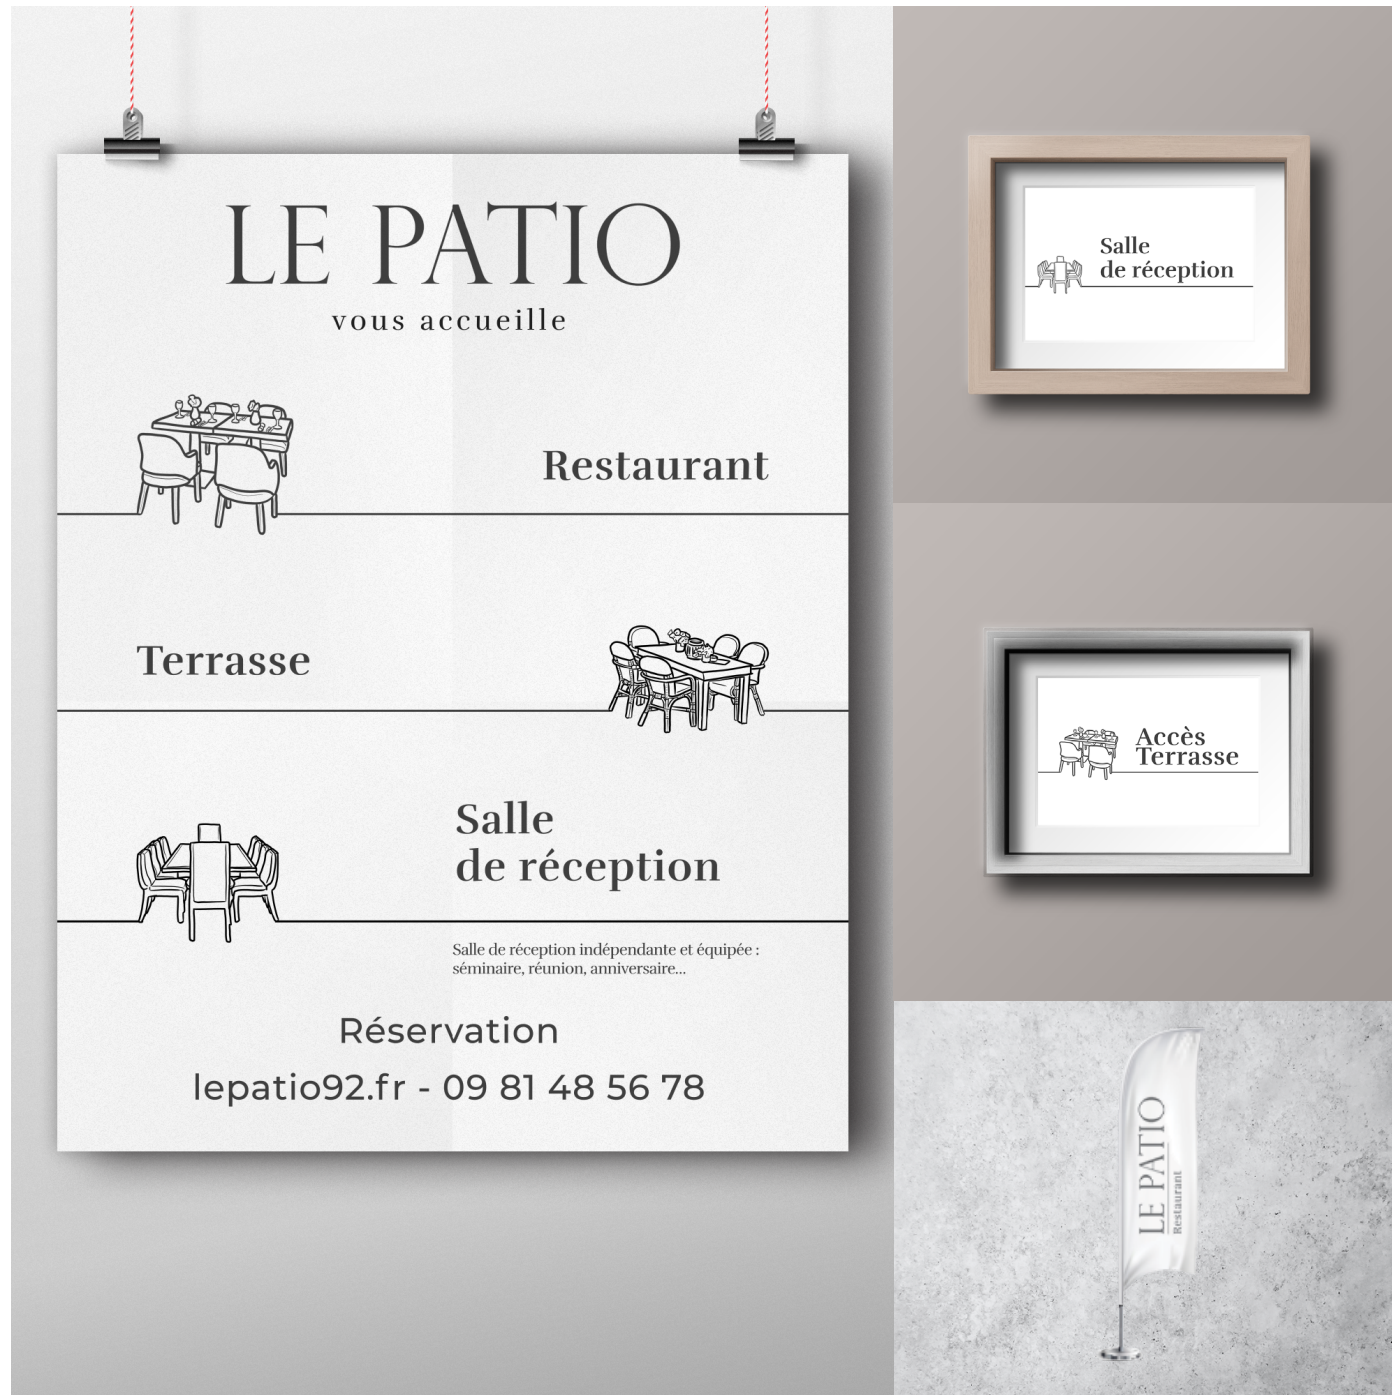 LE PATIO
vous accueille
Restaurant
Terrasse
Salle
de réception
Salle de réception indépendante et équipée :
séminaire, réunion, anniversaire...
Réservation
lepatio92.fr - 09 81 48 56 78
Salle
de réception
Accès
Terrasse
LE PATIO
Restaurant